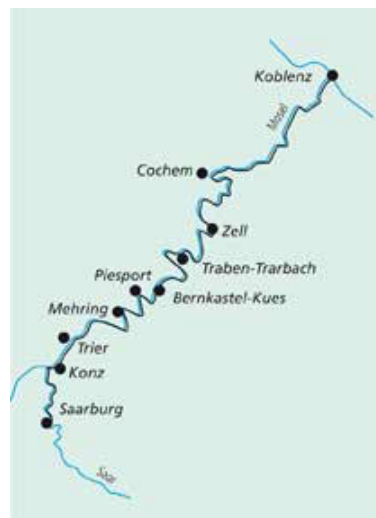 Koblenz
Mosel
Cochem
Zell
Traben-Trarbach
Piesport
Bernkastel-Kues
Mehring
Trier
Konz
Saarburg
Saar